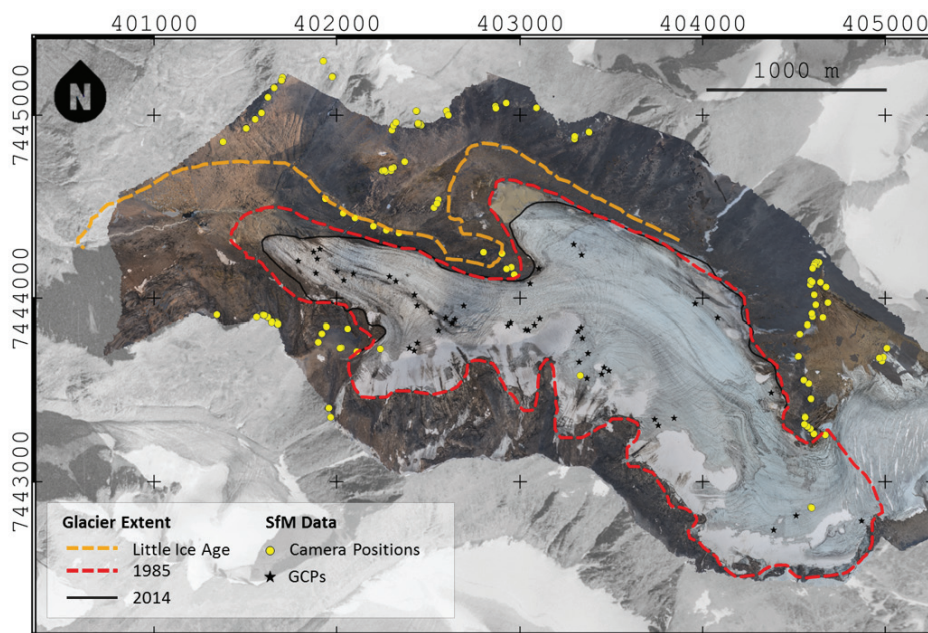 401000 402000 403000 404000 405000
1000 m
N
7445000
7444000
7443000
Glacier Extent SfM Data
Little Ice Age Camera Positions
1985 GCPs
2014